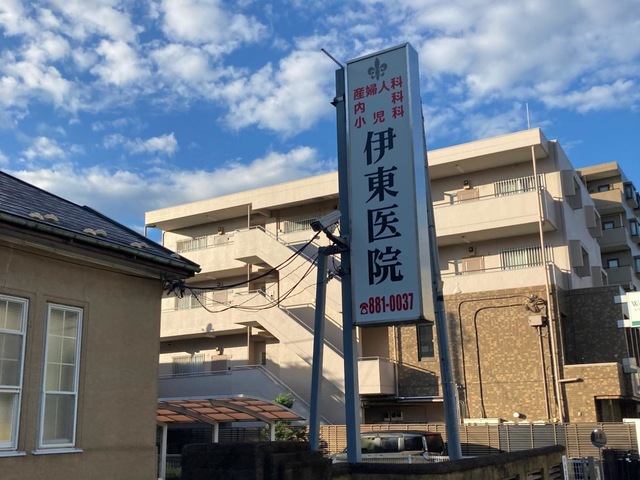 産婦人科
内科
小児科
伊東医院
☎881-0037